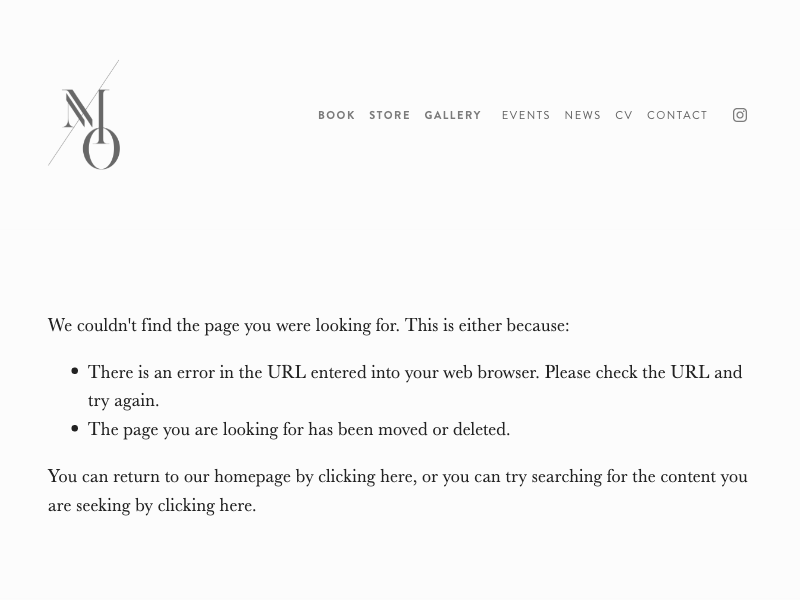 M
O
BOOK STORE GALLERY EVENTS NEWS CV CONTACT
We couldn't find the page you were looking for. This is either because:
There is an error in the URL entered into your web browser. Please check the URL and
try again.
The page you are looking for has been moved or deleted.
You can return to our homepage by clicking here, or you can try searching for the content you
are seeking by clicking here.